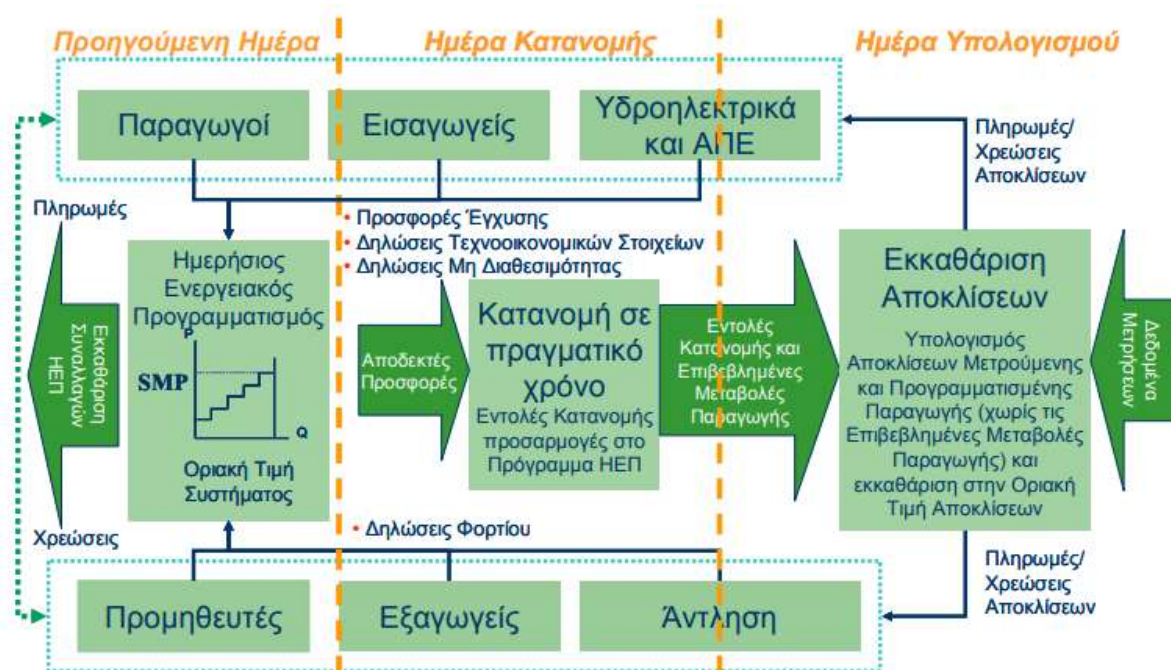 Προηγούμενη Ημέρα
Ημέρα Κατανομής
Ημέρα Υπολογισμού
Παραγωγοί
Εισαγωγείς
Υδροηλεκτρικά
και ΑΠΕ
Πληρωμές/
Χρεώσεις
Αποκλίσεων
Πληρωμές
• Προσφορές Έγχυσης
• Δηλώσεις Τεχνοοικονομικών Στοιχείων
• Δηλώσεις Μη Διαθεσιμότητας
Εκκαθάριση
Συναλλαγών
ΗΕΠ
Ημερήσιος
Ενεργειακός
Προγραμματισμός
P
SMP
Q
Οριακή Τιμή
Συστήματος
Αποδεκτές
Προσφορές
Κατανομή σε
πραγματικό
χρόνο
Εντολές Κατανομής
προσαρμογές στο
Πρόγραμμα ΗΕΠ
Εντολές
Κατανομής και
Επιβεβλημένες
Μεταβολές
Παραγωγής
Εκκαθάριση
Αποκλίσεων
Υπολογισμός
Αποκλίσεων Μετρούμενης
και Προγραμματισμένης
Παραγωγής (χωρίς τις
Επιβεβλημένες Μεταβολές
Παραγωγής) και
εκκαθάριση στην Οριακή
Τιμή Αποκλίσεων
Δεδομένα
Μετρήσεων
Χρεώσεις
• Δηλώσεις Φορτίου
Πληρωμές/
Χρεώσεις
Αποκλίσεων
Προμηθευτές
Εξαγωγείς
Άντληση